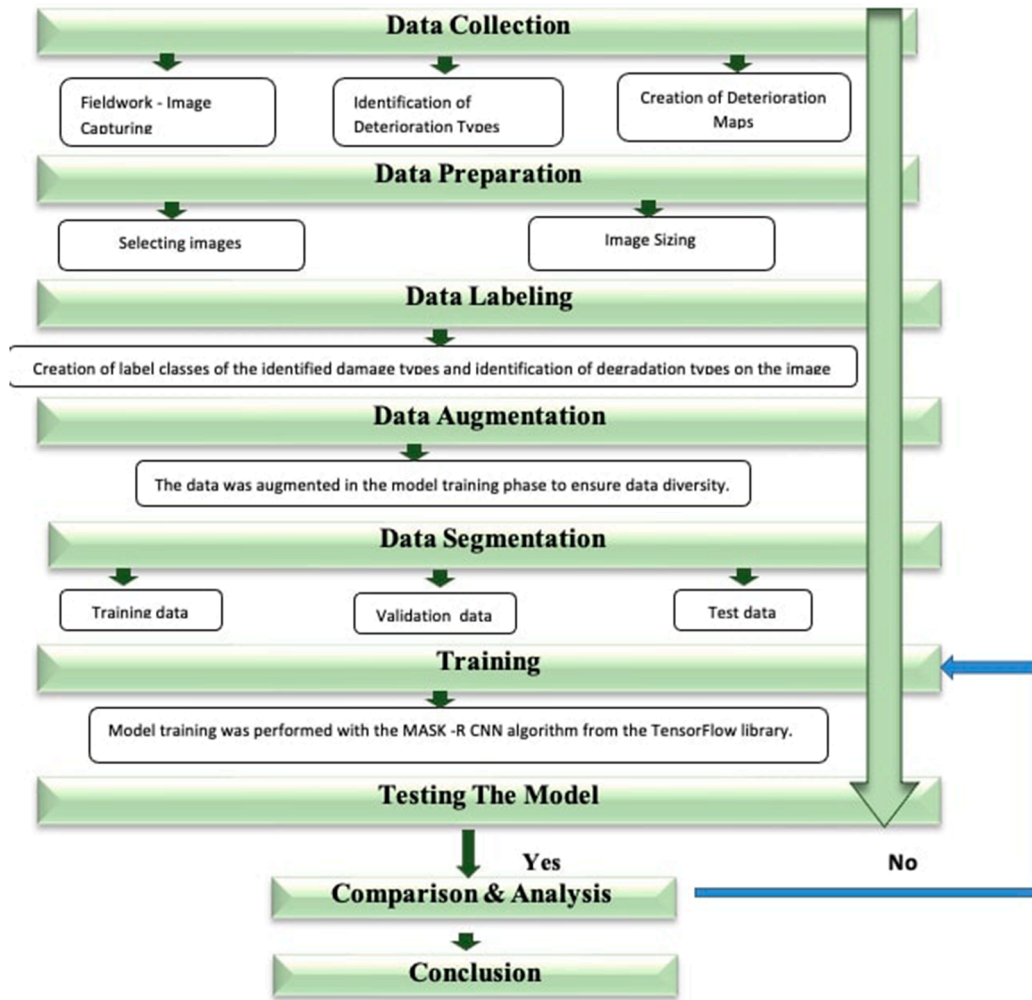 Data Collection
Fieldwork - Image
Capturing
Identification of
Deterioration Types
Creation of Deterioration
Maps
Data Preparation
Selecting images
Image Sizing
Data Labeling
Creation of label classes of the identified damage types and identification of degradation types on the image
Data Augmentation
The data was augmented in the model training phase to ensure data diversity.
Data Segmentation
Training data
Validation data
Test data
Training
Model training was performed with the MASK -R CNN algorithm from the TensorFlow library.
Testing The Model
Yes
No
Comparison & Analysis
Conclusion